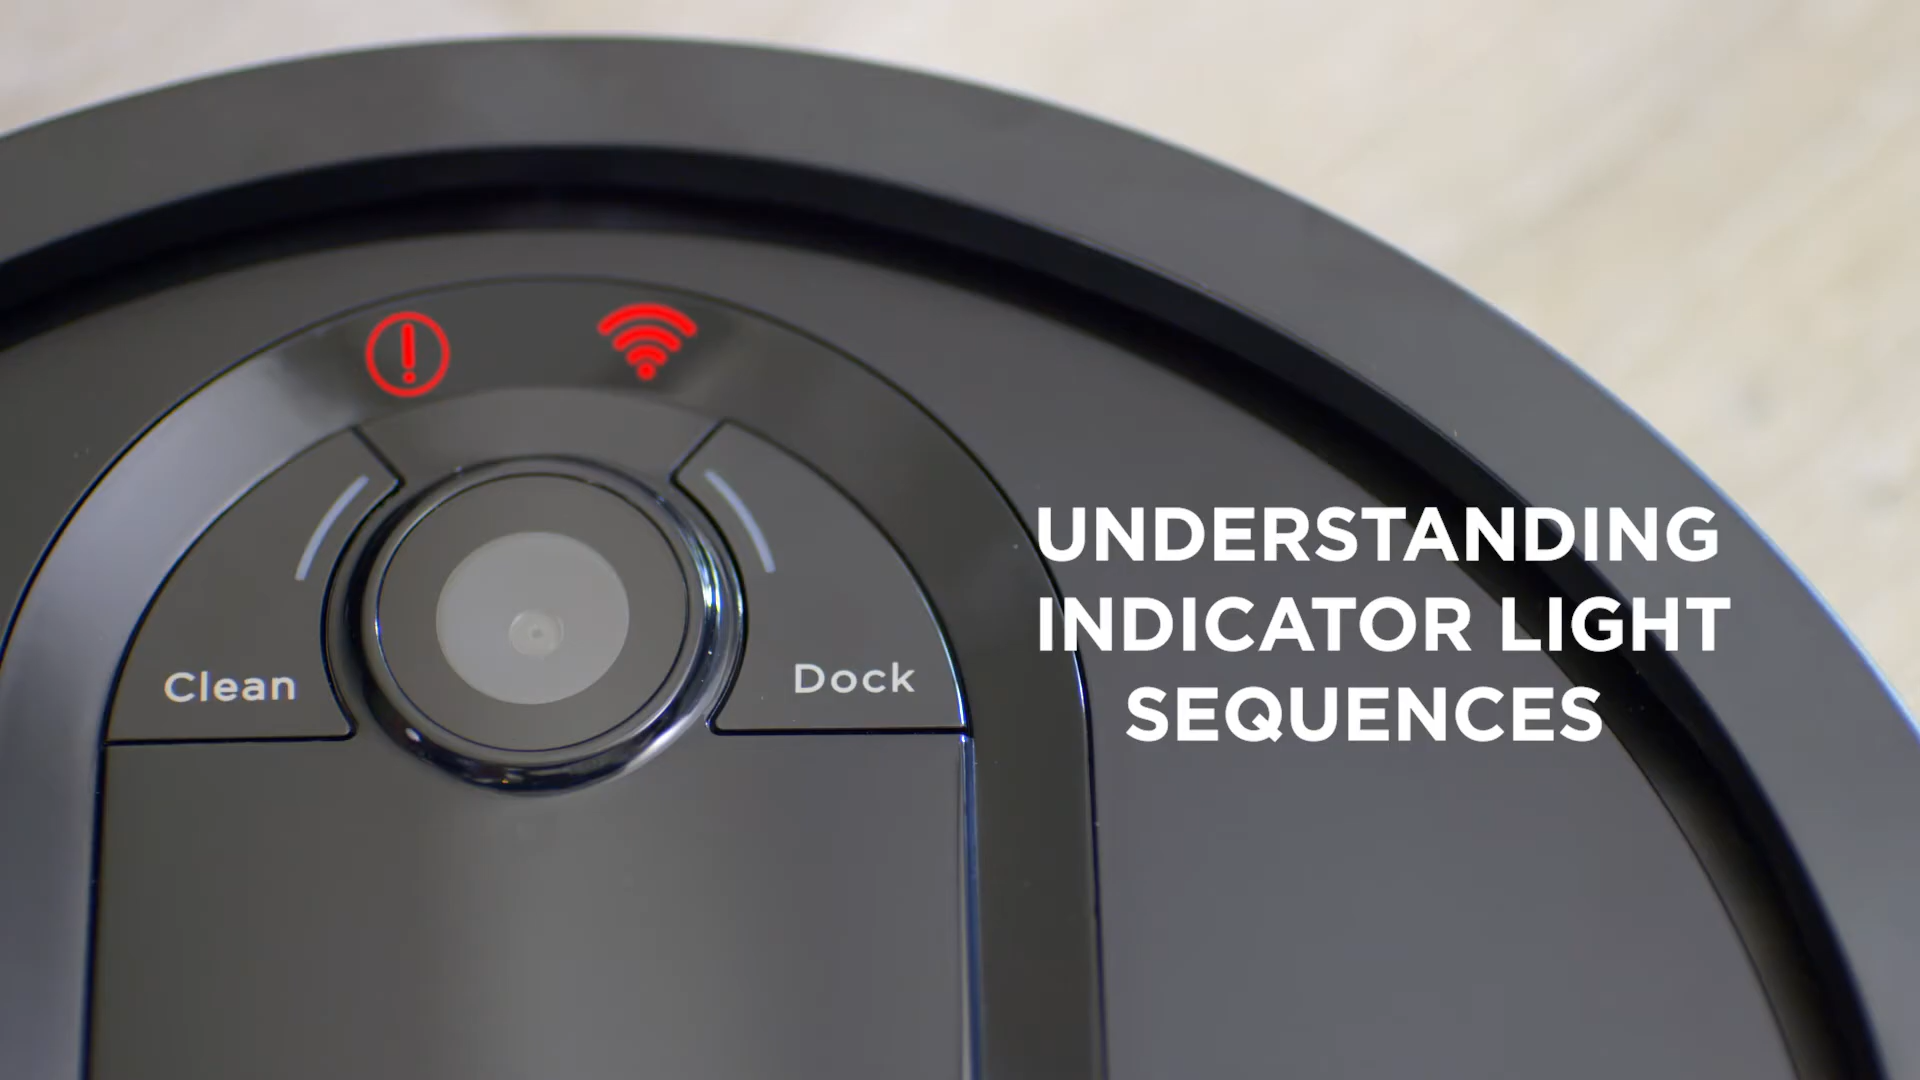 Clean
Dock
UNDERSTANDING
INDICATOR LIGHT
SEQUENCES